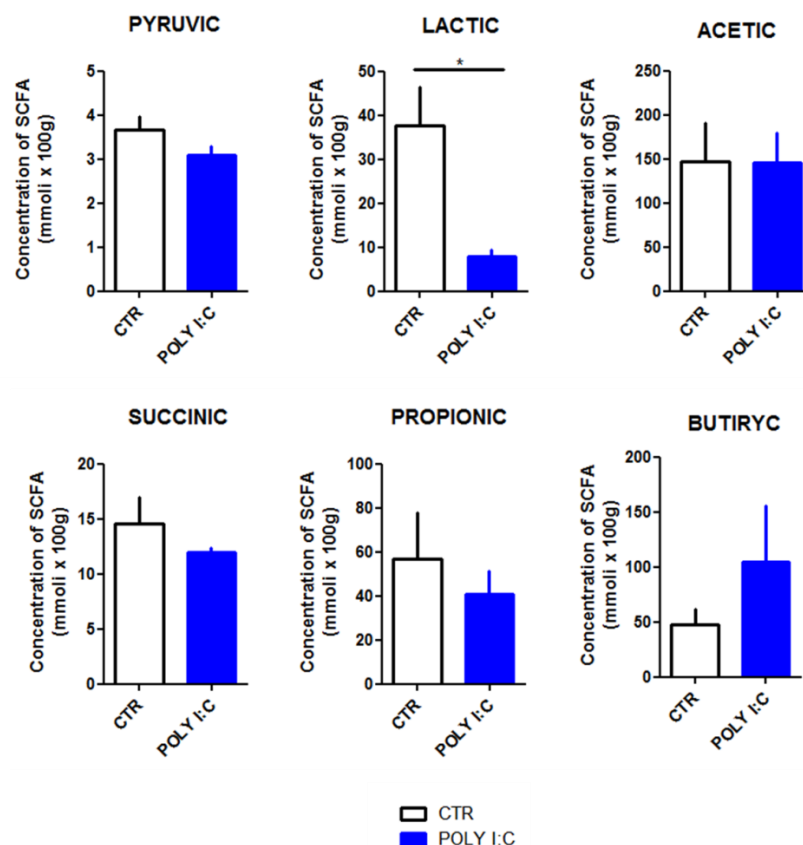 PYRUVIC
Concentration of SCFA
(mmoli x 100g)
5
4
3
2
1
0
CTR
POLY I:C
LACTIC
*
Concentration of SCFA
(mmoli x 100g)
50
40
30
20
10
0
CTR
POLY I:C
ACETIC
Concentration of SCFA
(mmoli x 100g)
250
200
150
100
50
0
CTR
POLY I:C
SUCCINIC
Concentration of SCFA
(mmoli x 100g)
20
15
10
5
0
CTR
POLY I:C
PROPIONIC
Concentration of SCFA
(mmoli x 100g)
100
80
60
40
20
0
CTR
POLY I:C
BUTIRYC
Concentration of SCFA
(mmoli x 100g)
200
150
100
50
0
CTR
POLY I:C
CTR
POLY I:C